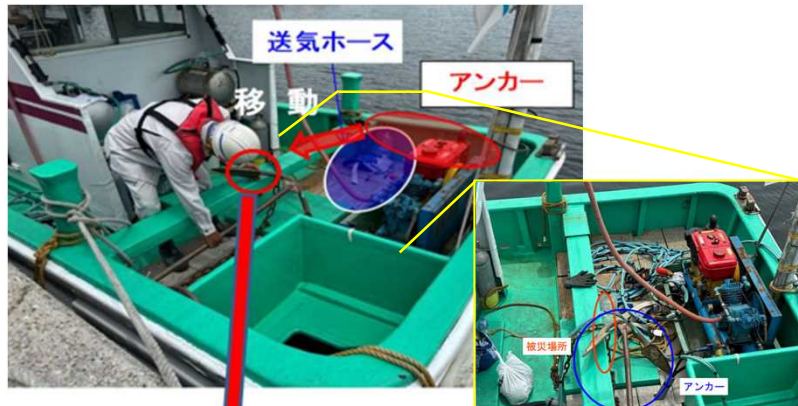 送気ホース
アンカー
移動
被災場所
アンカー